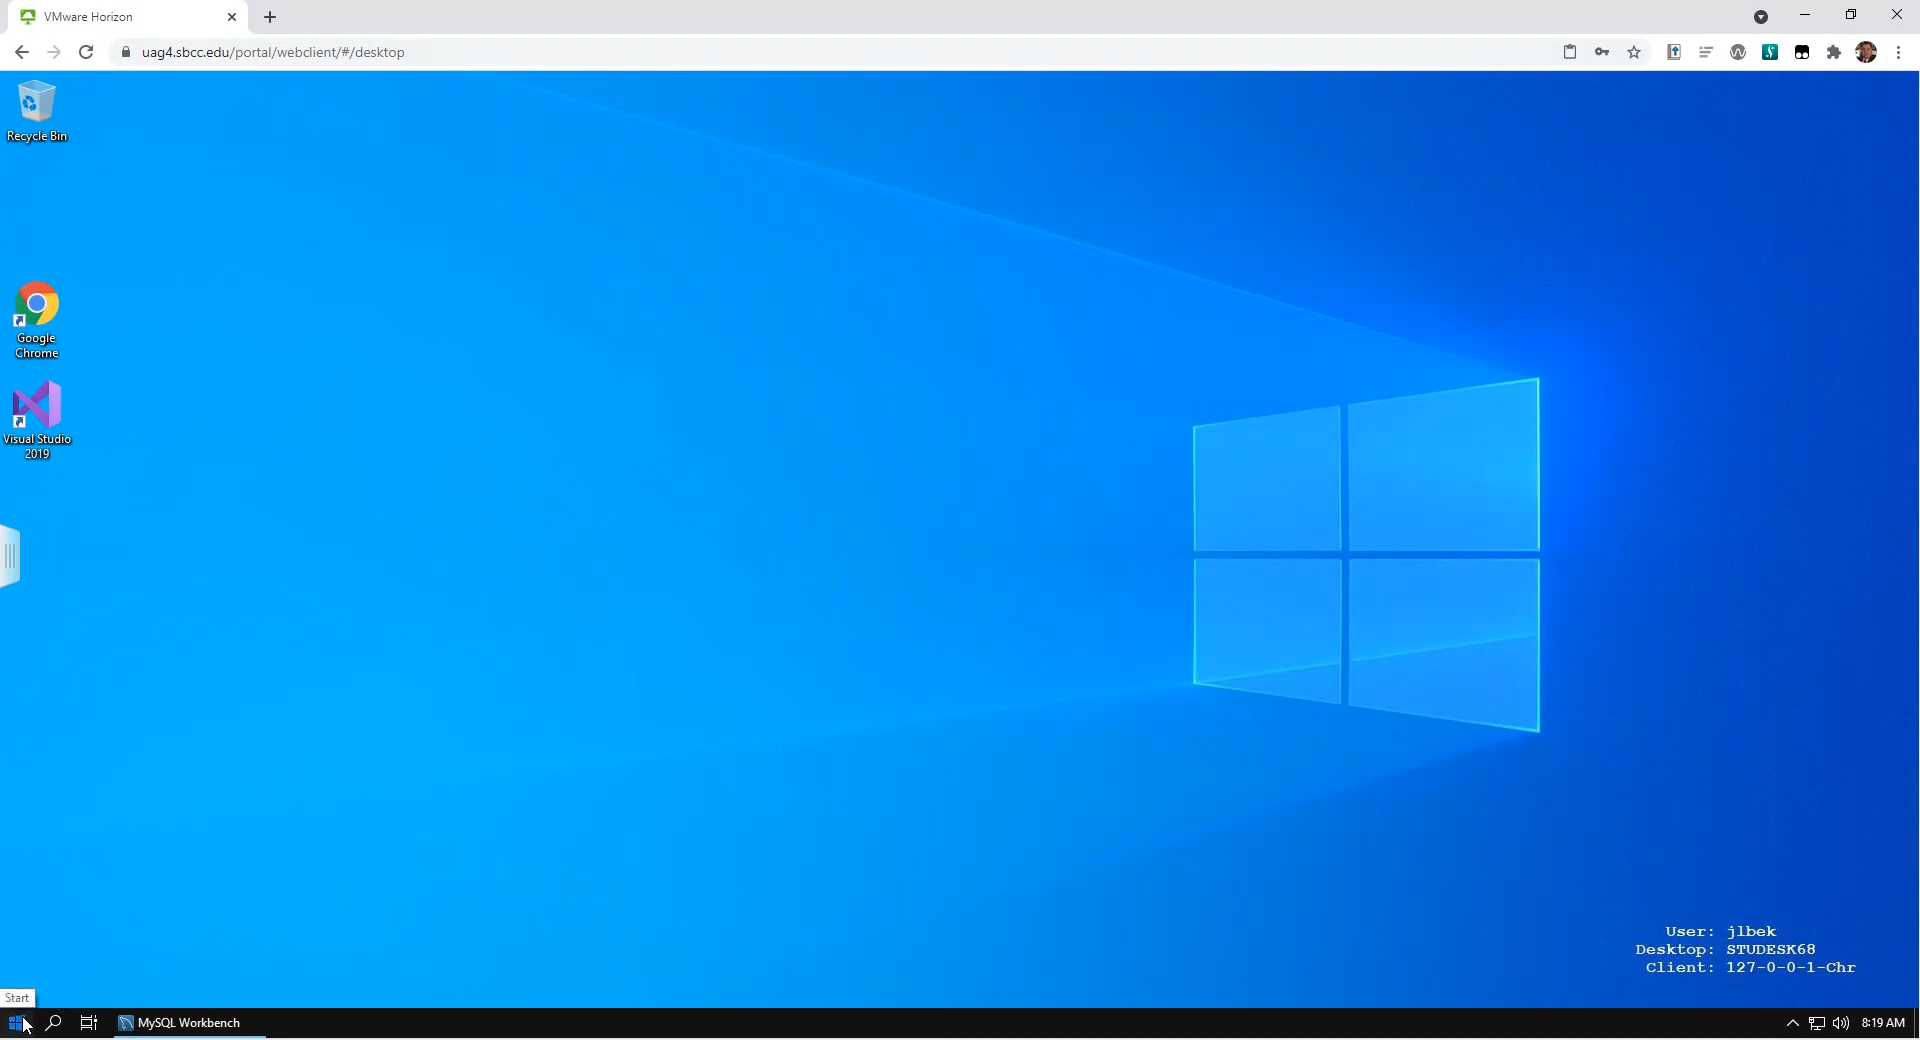 VMware Horizon
uag4.sbcc.edu/portal/webclient/#/desktop
Recycle Bin
Google
Chrome
Visual Studio
2019
User: jlbek
Desktop: STUDESK68
Client: 127-0-0-1-Chr
Start
MySQL Workbench
8:19 AM